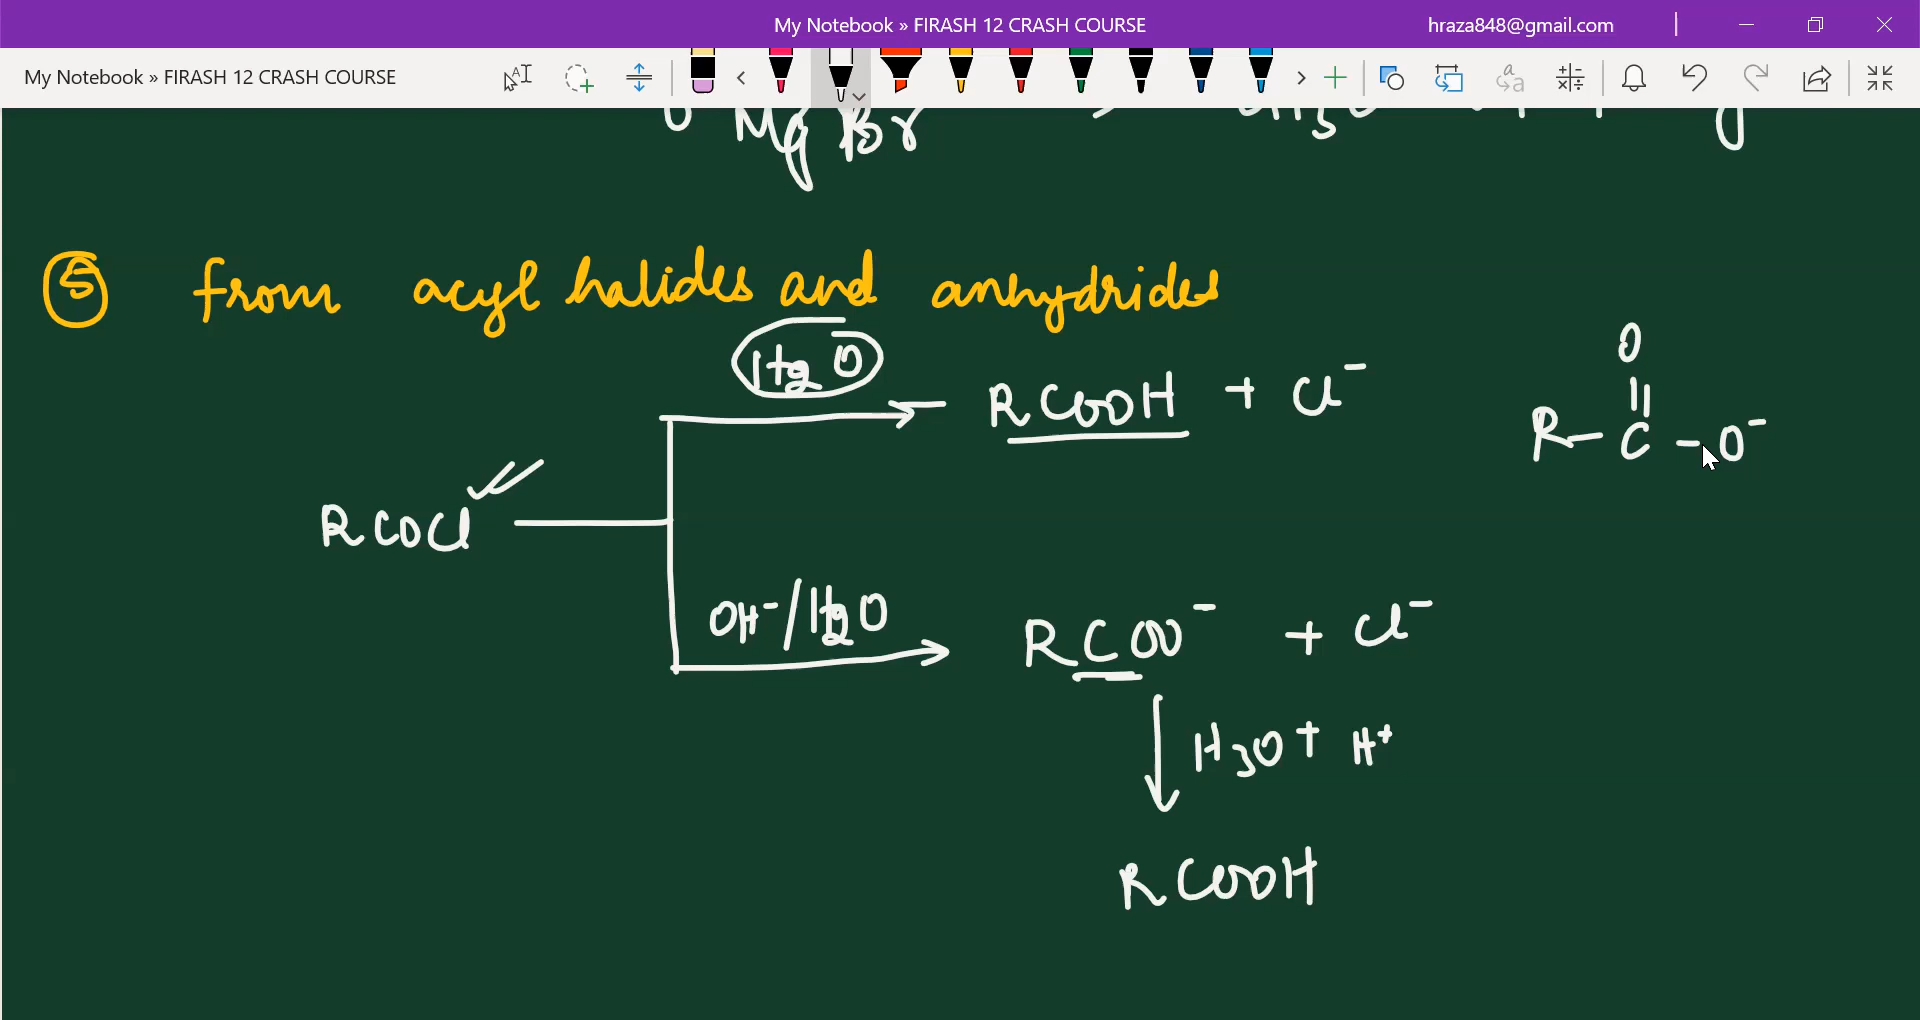 My Notebook » FIRASH 12 CRASH COURSE
hraza848@gmail.com
My Notebook » FIRASH 12 CRASH COURSE
MgBr
⑤ from acyl halides and anhydrides
H2O
RCOOH + Cl⁻
O
||
R–C–O⁻
RCOCl
OH⁻/H2O
RCOO⁻ + Cl⁻
H3O⁺ H⁺
RCOOH